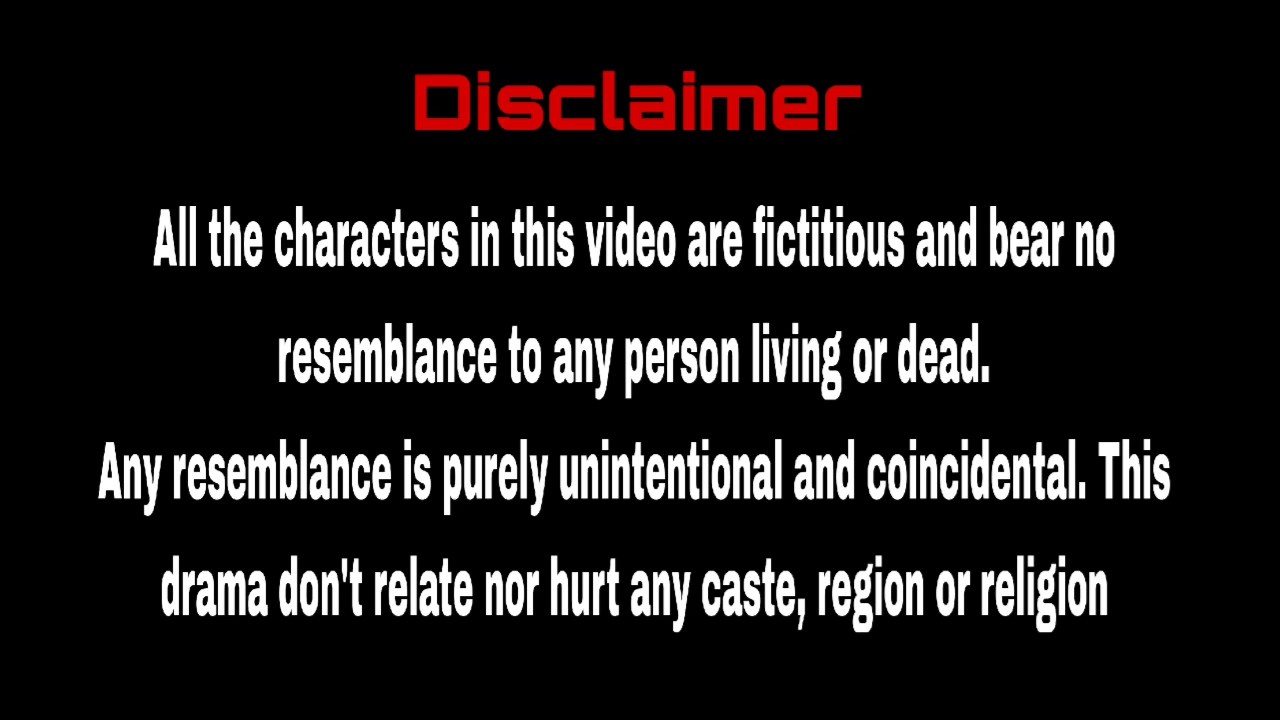 Disclaimer
All the characters in this video are fictitious and bear no
resemblance to any person living or dead.
Any resemblance is purely unintentional and coincidental. This
drama don't relate nor hurt any caste, region or religion